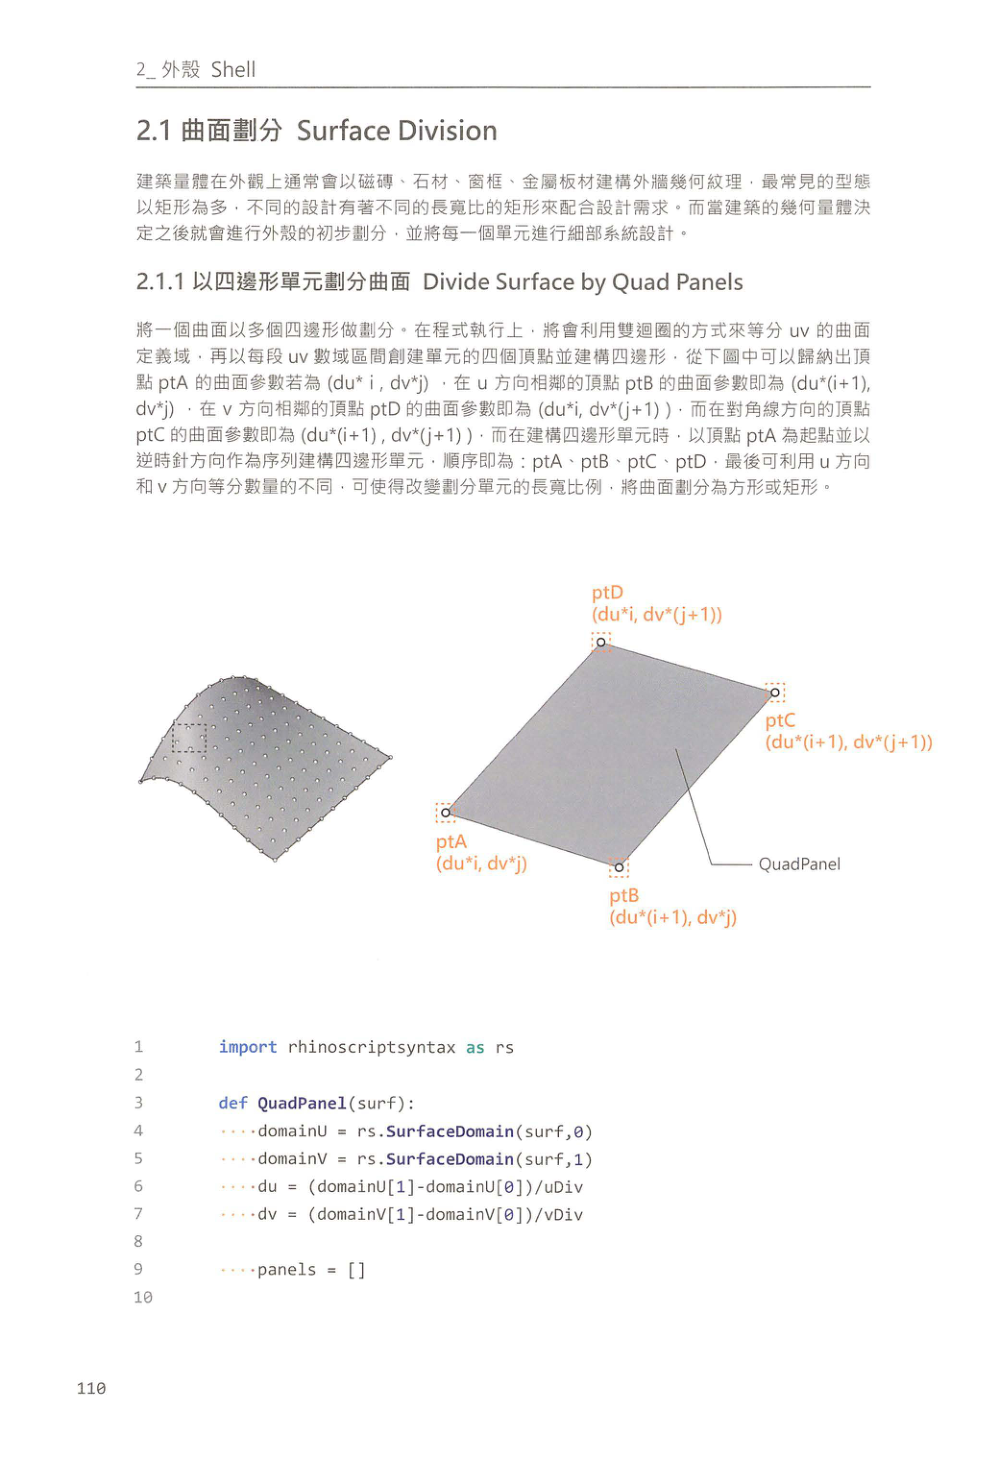 2_ 外殼 Shell
2.1 曲面劃分 Surface Division
建築量體在外觀上通常會以磁磚、石材、窗框、金屬板材建構外牆幾何紋理，最常見的型態
以矩形為多，不同的設計有著不同的長寬比的矩形來配合設計需求。而當建築的幾何量體決
定之後就會進行外殼的初步劃分，並將每一個單元進行細部系統設計。
2.1.1 以四邊形單元劃分曲面 Divide Surface by Quad Panels
將一個曲面以多個四邊形做劃分。在程式執行上，將會利用雙迴圈的方式來等分 uv 的曲面
定義域，再以每段 uv 數域區間創建單元的四個頂點並建構四邊形，從下圖中可以歸納出頂
點 ptA 的曲面參數若為 (du* i , dv*j) ，在 u 方向相鄰的頂點 ptB 的曲面參數即為 (du*(i+1),
dv*j) ，在 v 方向相鄰的頂點 ptD 的曲面參數即為 (du*i, dv*(j+1) )，而在對角線方向的頂點
ptC 的曲面參數即為 (du*(i+1) , dv*(j+1) )，而在建構四邊形單元時，以頂點 ptA 為起點並以
逆時針方向作為序列建構四邊形單元，順序即為：ptA、ptB、ptC、ptD，最後可利用 u 方向
和 v 方向等分數量的不同，可使得改變劃分單元的長寬比例，將曲面劃分為方形或矩形。
ptD
(du*i, dv*(j+1))
ptC
(du*(i+1), dv*(j+1))
ptA
(du*i, dv*j)
QuadPanel
ptB
(du*(i+1), dv*j)
1 import rhinoscriptsyntax as rs
2
3 def QuadPanel(surf):
4 ····domainU = rs.SurfaceDomain(surf,0)
5 ····domainV = rs.SurfaceDomain(surf,1)
6 ····du = (domainU[1]-domainU[0])/uDiv
7 ····dv = (domainV[1]-domainV[0])/vDiv
8
9 ····panels = []
10
110